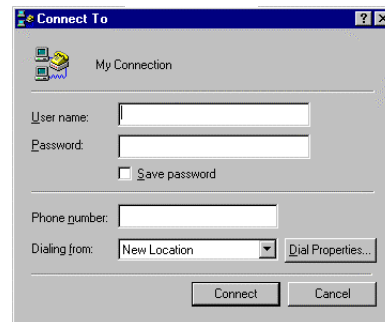 Connect To
My Connection
User name:
Password:
Save password
Phone number:
Dialing from: New Location Dial Properties...
Connect Cancel